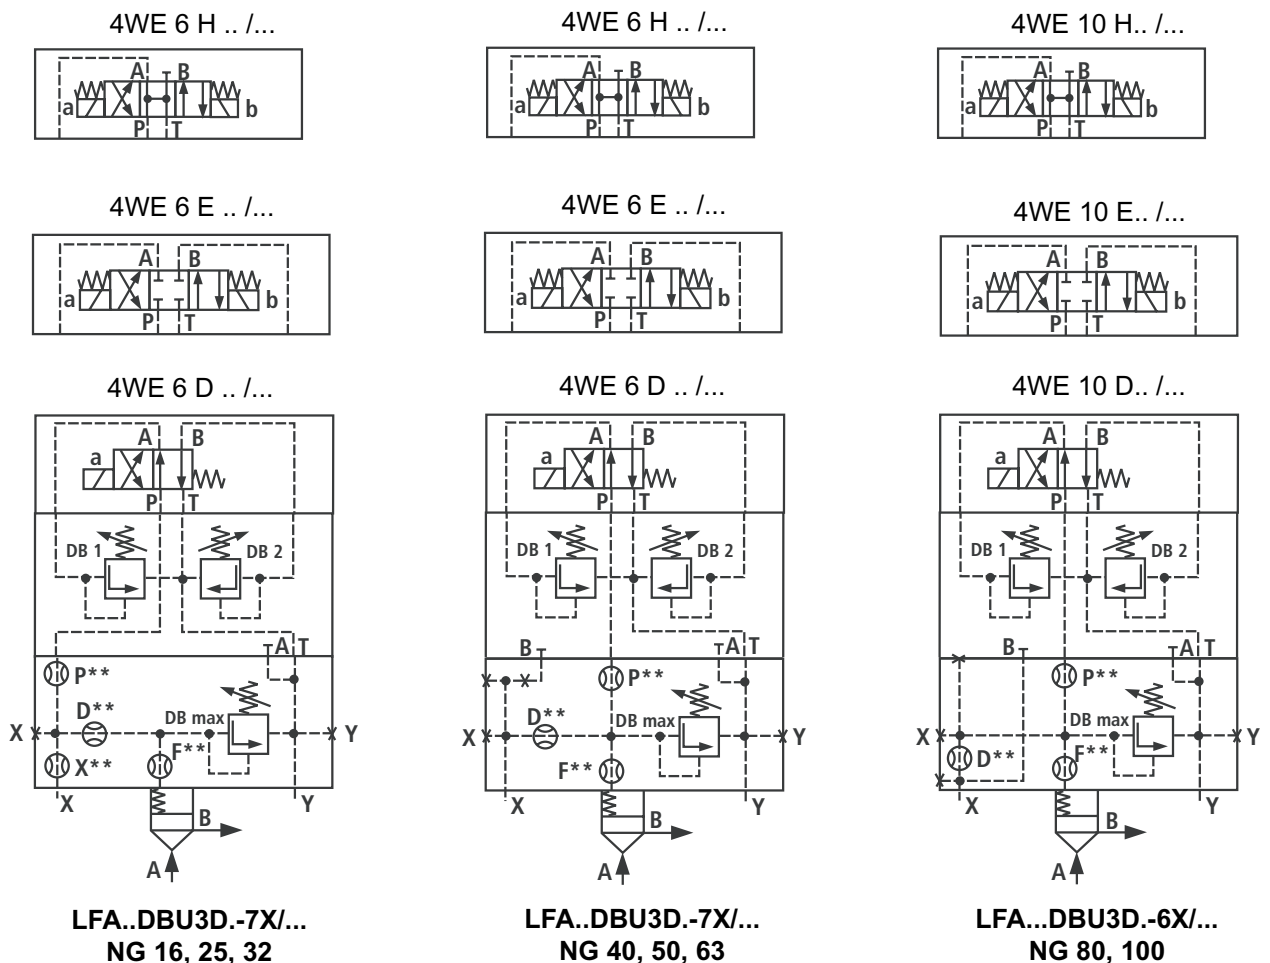 4WE 6 H .. /... 4WE 6 H .. /... 4WE 10 H.. /...
A B A B A B
a b a b a b
P T P T P T
4WE 6 E .. /... 4WE 6 E .. /... 4WE 10 E.. /...
A B A B A B
a b a b a b
P T P T P T
4WE 6 D .. /... 4WE 6 D .. /... 4WE 10 D.. /...
A B A B A B
a a a
P T P T P T
DB 1 DB 2 DB 1 DB 2 DB 1 DB 2
A T B A T B A T
P** P** P**
D** DB max D** DB max DB max
X Y X Y X Y
X** F** F** D** F**
X Y X Y X Y
B B B
A A A
LFA..DBU3D.-7X/... LFA..DBU3D.-7X/... LFA...DBU3D.-6X/...
NG 16, 25, 32 NG 40, 50, 63 NG 80, 100